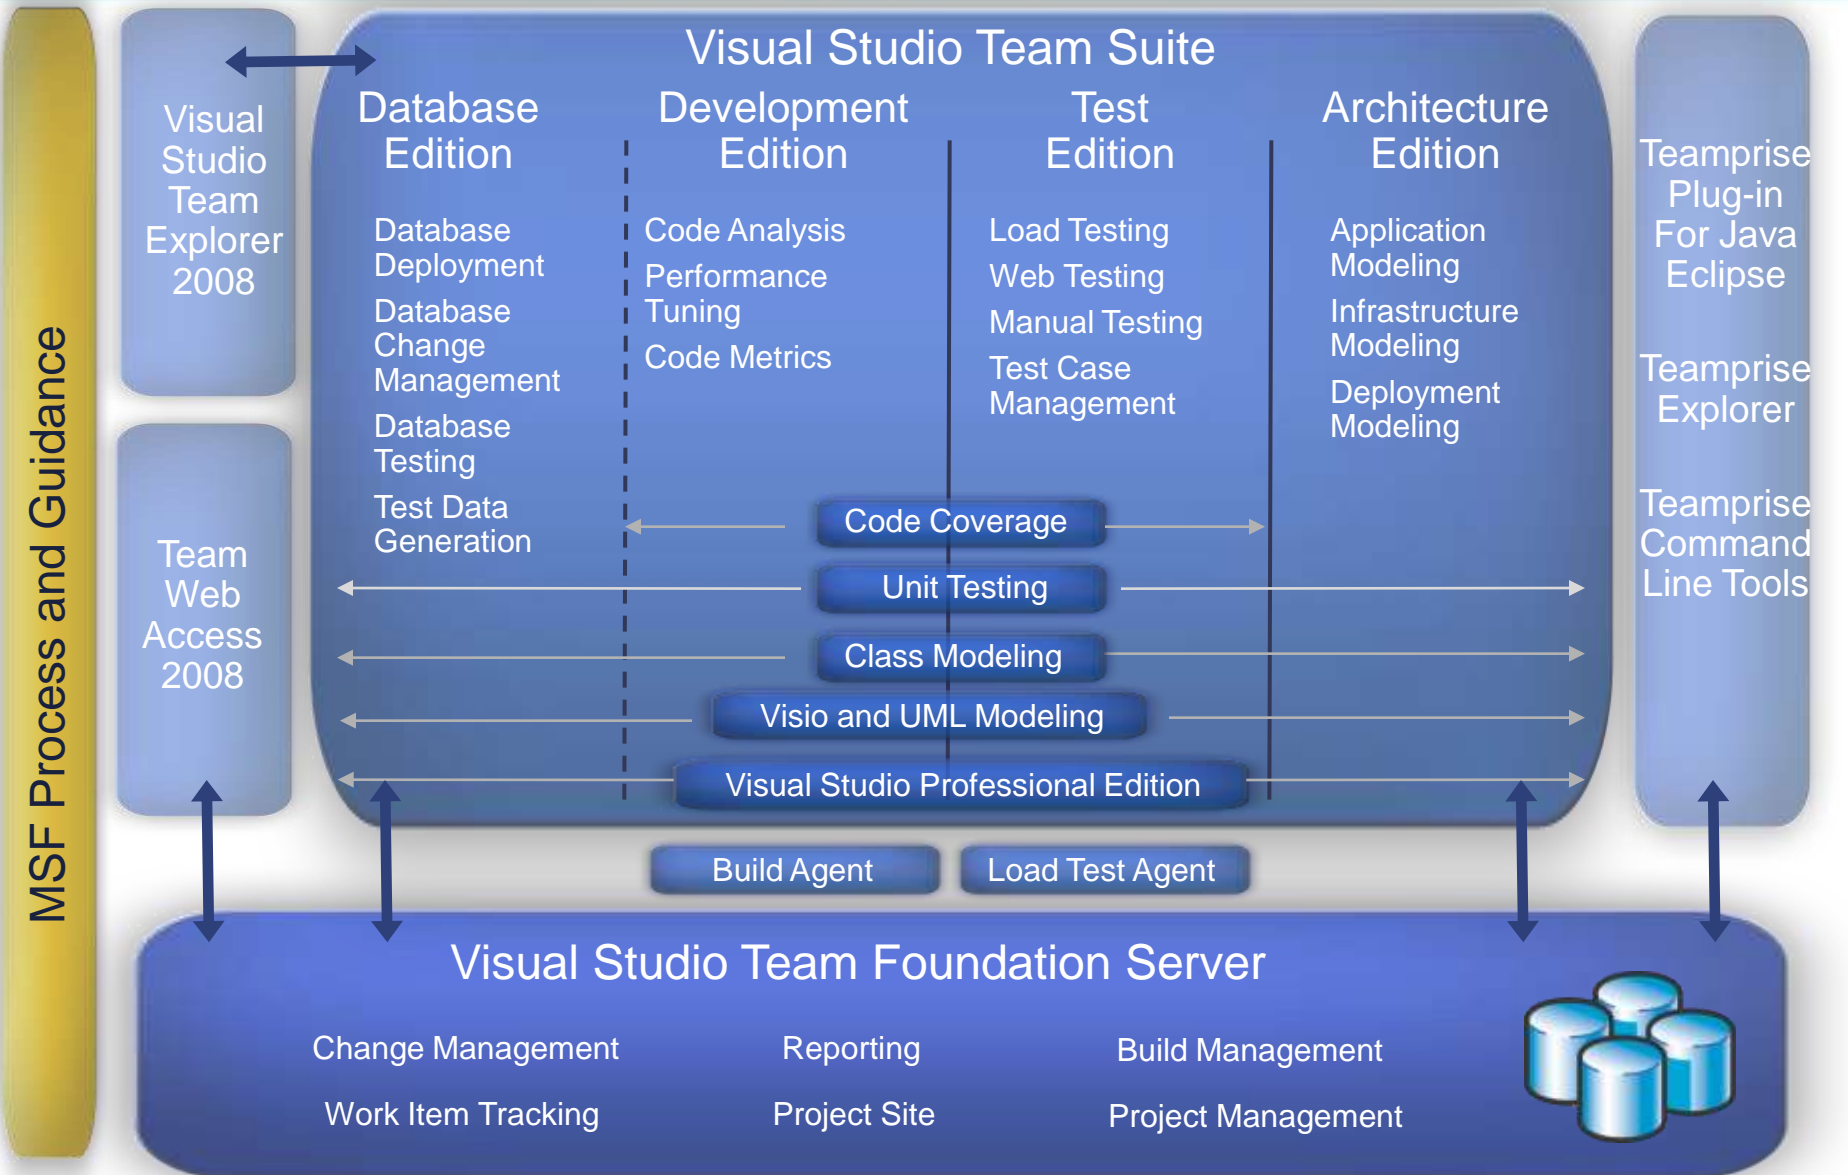 MSF Process and Guidance
Visual
Studio
Team
Explorer
2008
Team
Web
Access
2008
Visual Studio Team Suite
Database
Edition
Database
Deployment
Database
Change
Management
Database
Testing
Test Data
Generation
Development
Edition
Code Analysis
Performance
Tuning
Code Metrics
Test
Edition
Load Testing
Web Testing
Manual Testing
Test Case
Management
Architecture
Edition
Application
Modeling
Infrastructure
Modeling
Deployment
Modeling
Code Coverage
Unit Testing
Class Modeling
Visio and UML Modeling
Visual Studio Professional Edition
Teamprise
Plug-in
For Java
Eclipse
Teamprise
Explorer
Teamprise
Command
Line Tools
Build Agent
Load Test Agent
Visual Studio Team Foundation Server
Change Management
Reporting
Build Management
Work Item Tracking
Project Site
Project Management